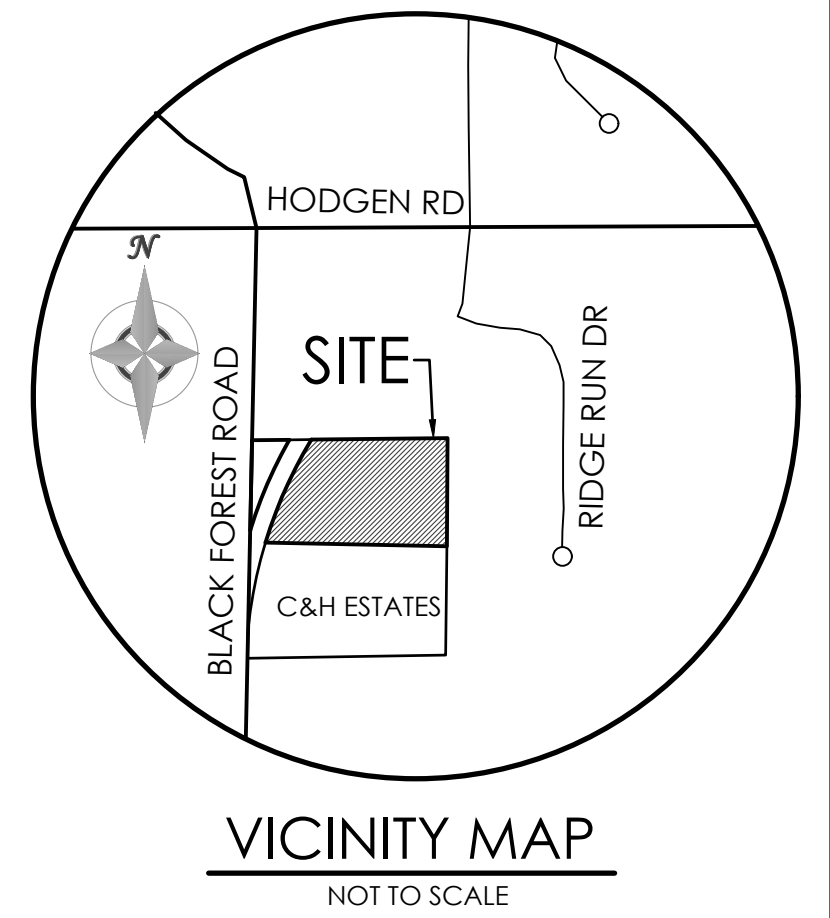 HODGEN RD
N
SITE
BLACK FOREST ROAD
RIDGE RUN DR
C&H ESTATES
VICINITY MAP
NOT TO SCALE